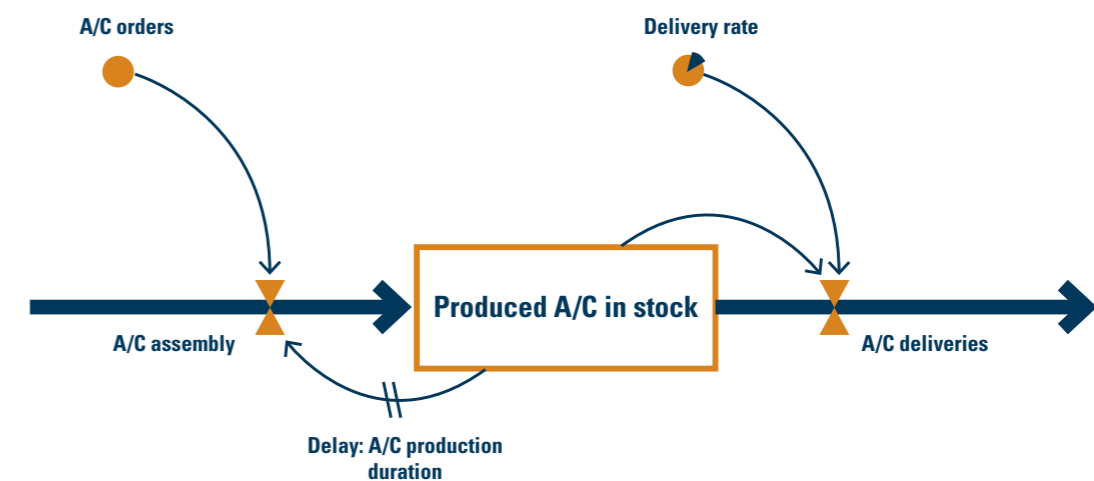 A/C orders
Delivery rate
Produced A/C in stock
A/C assembly
A/C deliveries
Delay: A/C production
duration